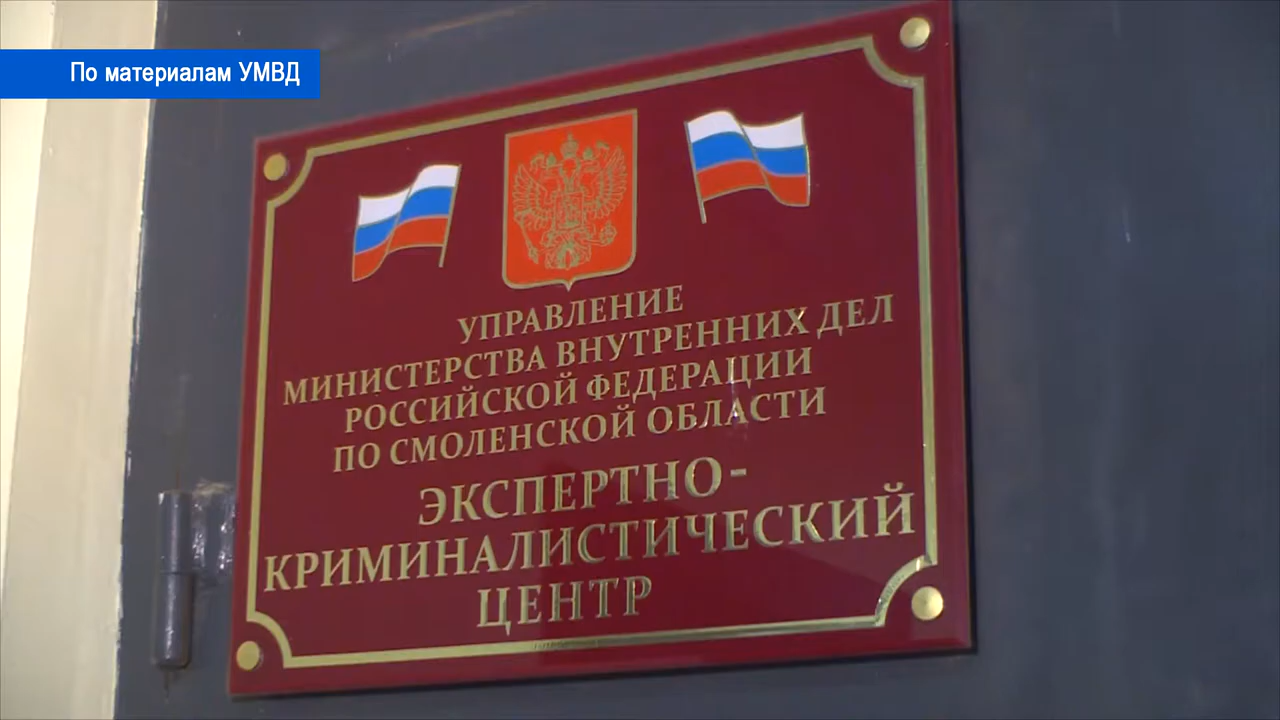 По материалам УМВД
УПРАВЛЕНИЕ
МИНИСТЕРСТВА ВНУТРЕННИХ ДЕЛ
РОССИЙСКОЙ ФЕДЕРАЦИИ
ПО СМОЛЕНСКОЙ ОБЛАСТИ
ЭКСПЕРТНО-
КРИМИНАЛИСТИЧЕСКИЙ
ЦЕНТР